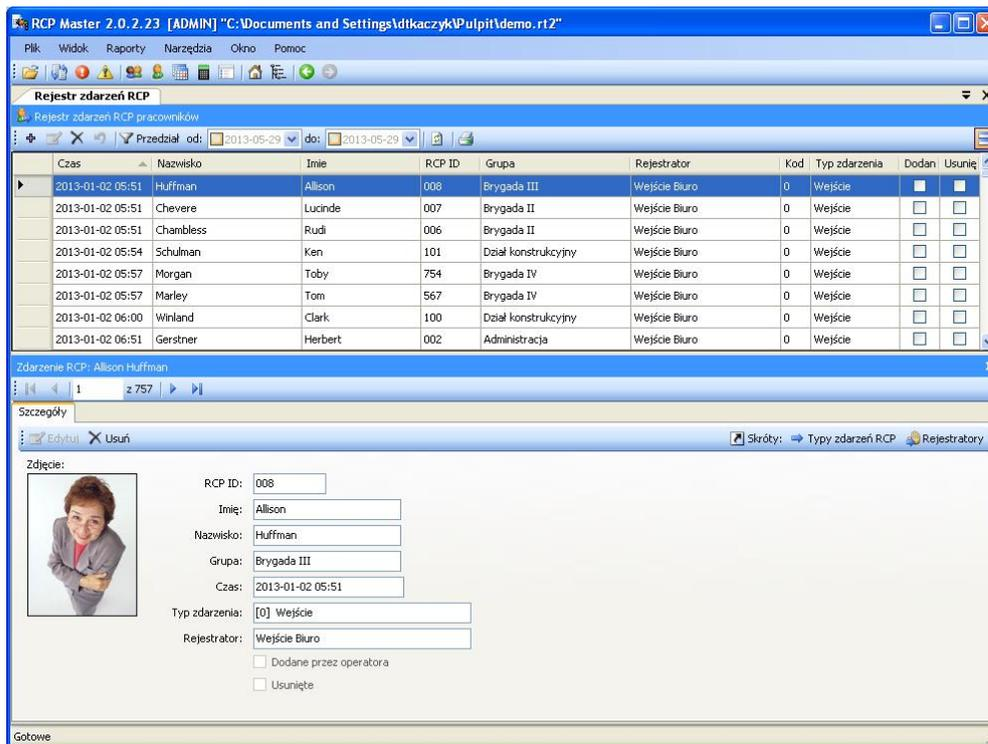 RCP Master 2.0.2.23 [ADMIN] "C:\Documents and Settings\dtkaczyk\Pulpit\demo.rt2"
Plik Widok Raporty Narzędzia Okno Pomoc
Rejestr zdarzeń RCP
Rejestr zdarzeń RCP pracowników
Przedział od: 2013-05-29 do: 2013-05-29
Czas Nazwisko Imie RCP ID Grupa Rejestrator Kod Typ zdarzenia Dodan Usunię
2013-01-02 05:51 Huffman Allison 008 Brygada III Wejście Biuro 0 Wejście
2013-01-02 05:51 Chevere Lucinde 007 Brygada II Wejście Biuro 0 Wejście
2013-01-02 05:51 Chambless Rudi 006 Brygada II Wejście Biuro 0 Wejście
2013-01-02 05:54 Schulman Ken 101 Dział konstrukcyjny Wejście Biuro 0 Wejście
2013-01-02 05:57 Morgan Toby 754 Brygada IV Wejście Biuro 0 Wejście
2013-01-02 05:57 Marley Tom 567 Brygada IV Wejście Biuro 0 Wejście
2013-01-02 06:00 Winland Clark 100 Dział konstrukcyjny Wejście Biuro 0 Wejście
2013-01-02 06:51 Gerstner Herbert 002 Administracja Wejście Biuro 0 Wejście
Zdarzenie RCP: Allison Huffman
1 z 757
Szczegóły
Edytuj Usuń Skróty: Typy zdarzeń RCP Rejestratory
Zdjęcie:
RCP ID: 008
Imię: Allison
Nazwisko: Huffman
Grupa: Brygada III
Czas: 2013-01-02 05:51
Typ zdarzenia: [0] Wejście
Rejestrator: Wejście Biuro
Dodane przez operatora
Usunięte
Gotowe